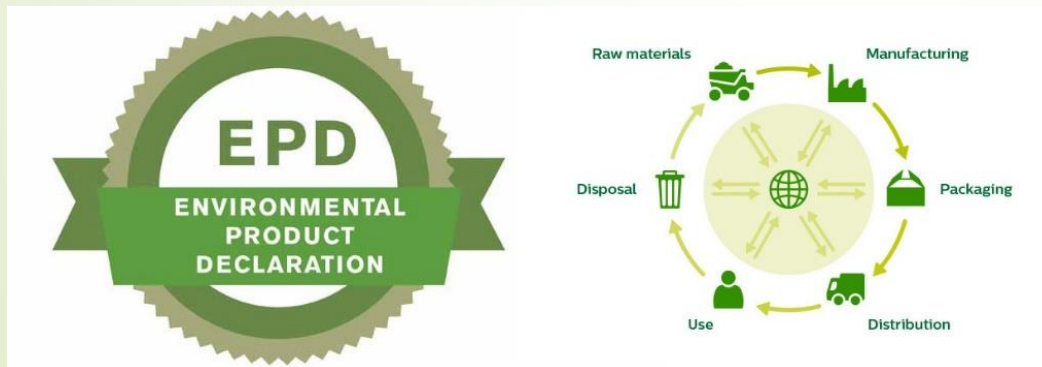 EPD
ENVIRONMENTAL
PRODUCT
DECLARATION
Raw materials
Manufacturing
Disposal
Packaging
Use
Distribution